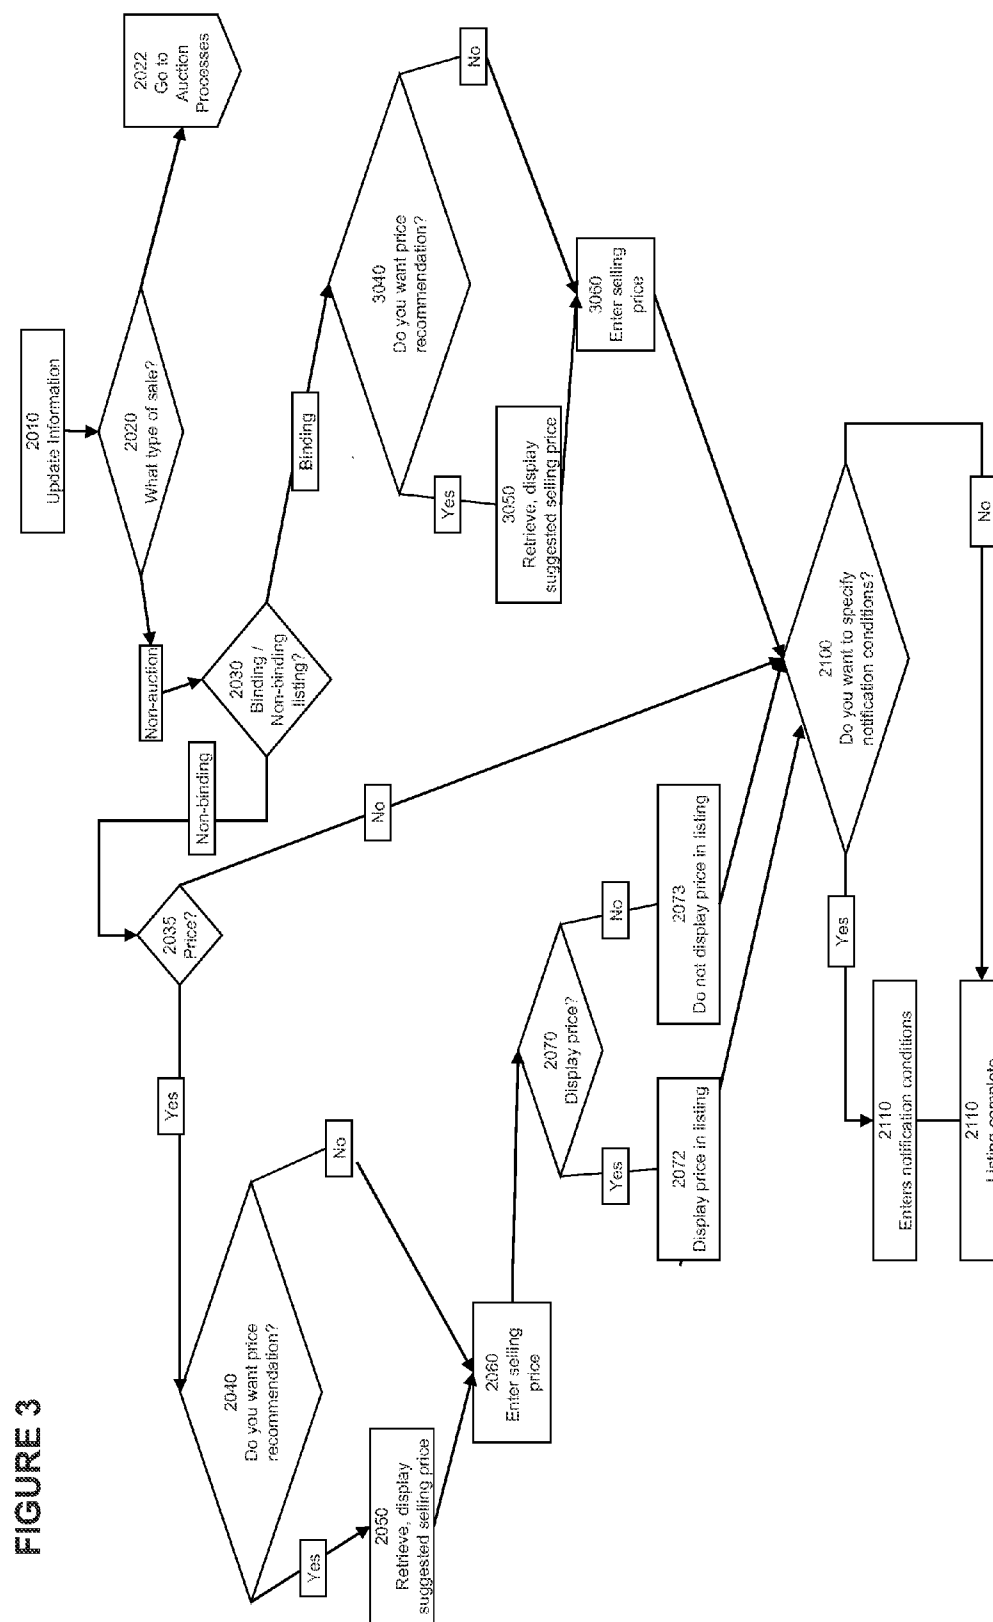 FIGURE 3
2010
Update Information
2020
What type of sale?
2022
Go to
Auction
Processes
Non-auction
2030
Binding /
Non-binding
listing?
Non-binding
Binding
2035
Price?
Yes
No
2040
Do you want price
recommendation?
Yes
No
2050
Retrieve, display
suggested selling price
2060
Enter selling
price
2070
Display price?
Yes
No
2072
Display price in listing
2073
Do not display price in listing
3040
Do you want price
recommendation?
Yes
No
3050
Retrieve, display
suggested selling price
3060
Enter selling
price
2100
Do you want to specify
notification conditions?
Yes
No
2110
Enters notification conditions
2110
Listing complete